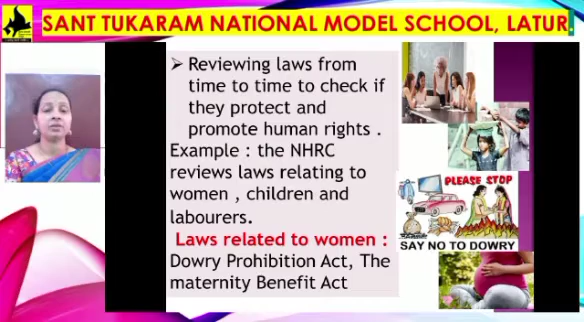 SANT TUKARAM NATIONAL MODEL SCHOOL, LATUR.
➤ Reviewing laws from
time to time to check if
they protect and
promote human rights .
Example : the NHRC
reviews laws relating to
women , children and
labourers.
Laws related to women :
Dowry Prohibition Act, The
maternity Benefit Act
PLEASE STOP
SAY NO TO DOWRY